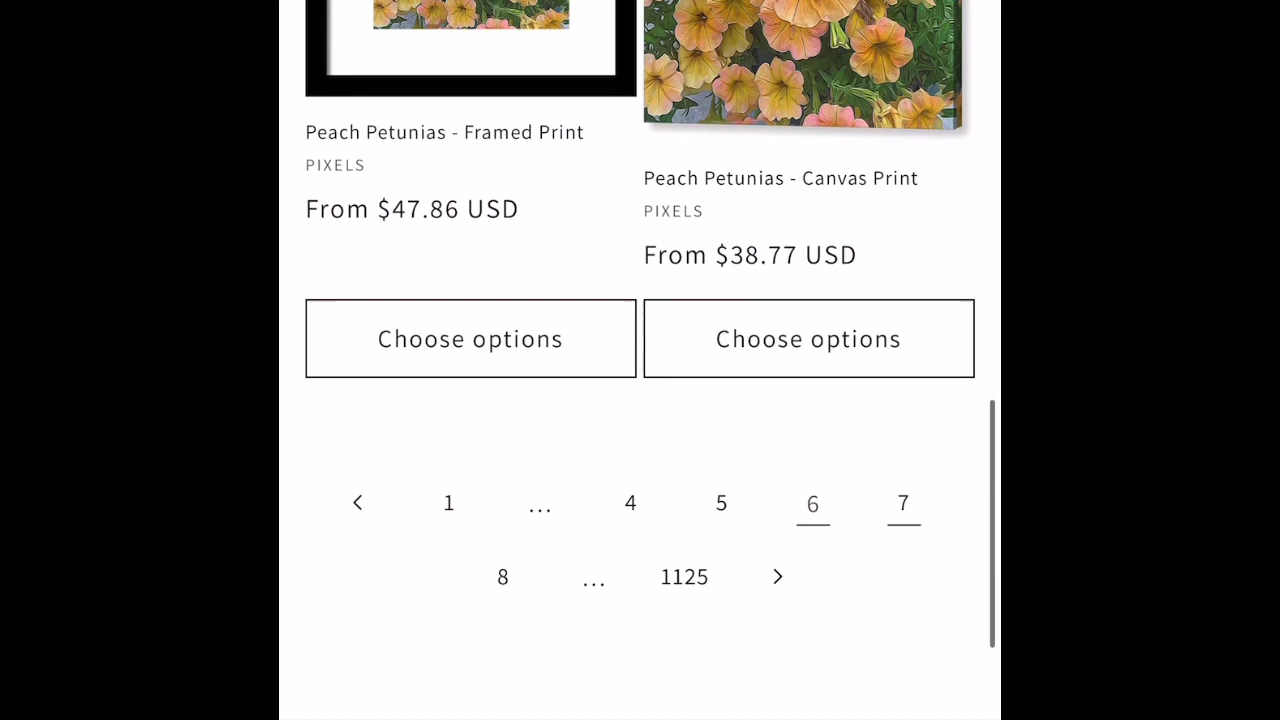 Peach Petunias - Framed Print
PIXELS
From $47.86 USD
Peach Petunias - Canvas Print
PIXELS
From $38.77 USD
Choose options
Choose options
1 ... 4 5 6 7
8 ... 1125